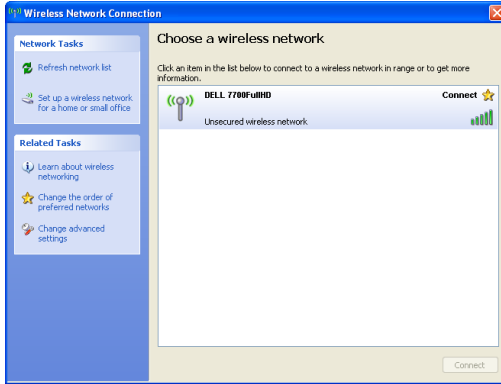 Wireless Network Connection
Network Tasks
Refresh network list
Set up a wireless network
for a home or small office
Related Tasks
Learn about wireless
networking
Change the order of
preferred networks
Change advanced
settings
Choose a wireless network
Click an item in the list below to connect to a wireless network in range or to get more
information.
DELL 7700FullHD
Connect
Unsecured wireless network
Connect